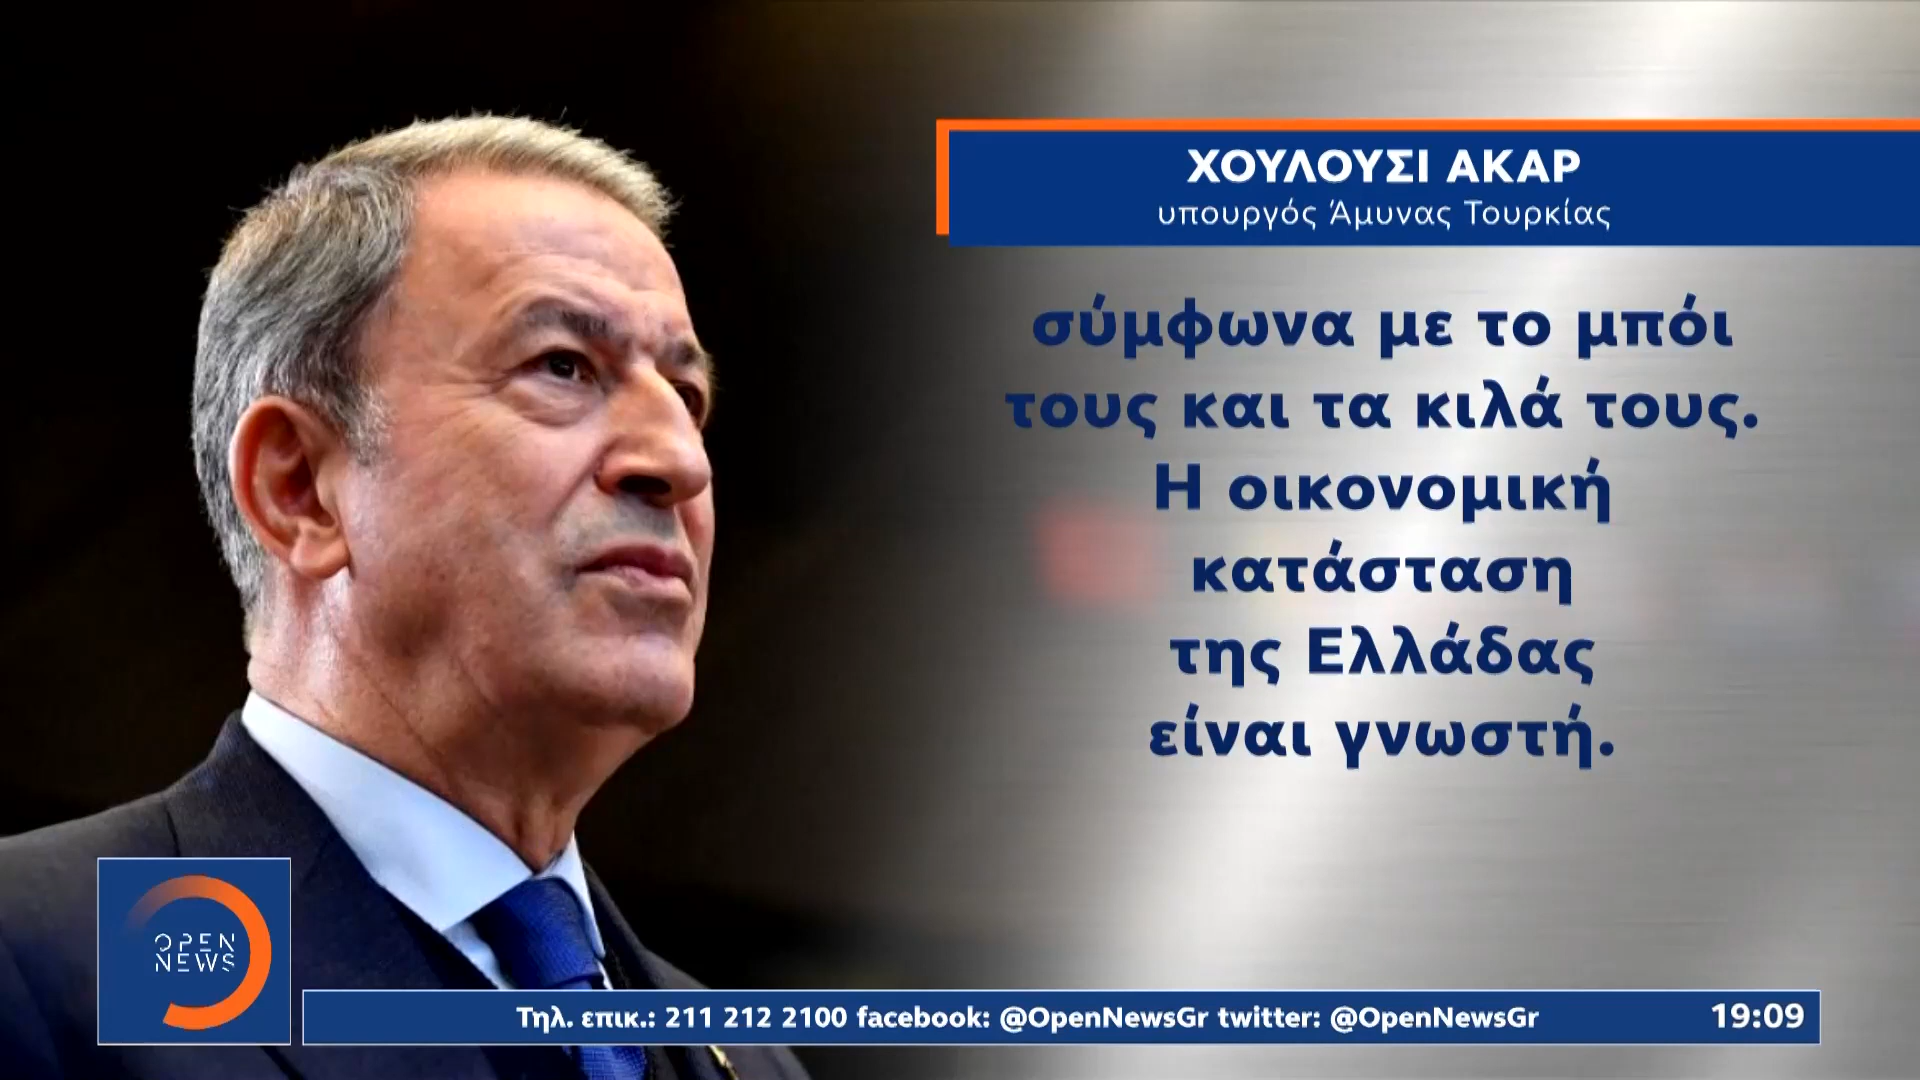 ΧΟΥΛΟΥΣΙ ΑΚΑΡ
υπουργός Άμυνας Τουρκίας
σύμφωνα με το μπόι
τους και τα κιλά τους.
Η οικονομική
κατάσταση
της Ελλάδας
είναι γνωστή.
OPEN
NEWS
Τηλ. επικ.: 211 212 2100 facebook: @OpenNewsGr twitter: @OpenNewsGr
19:09